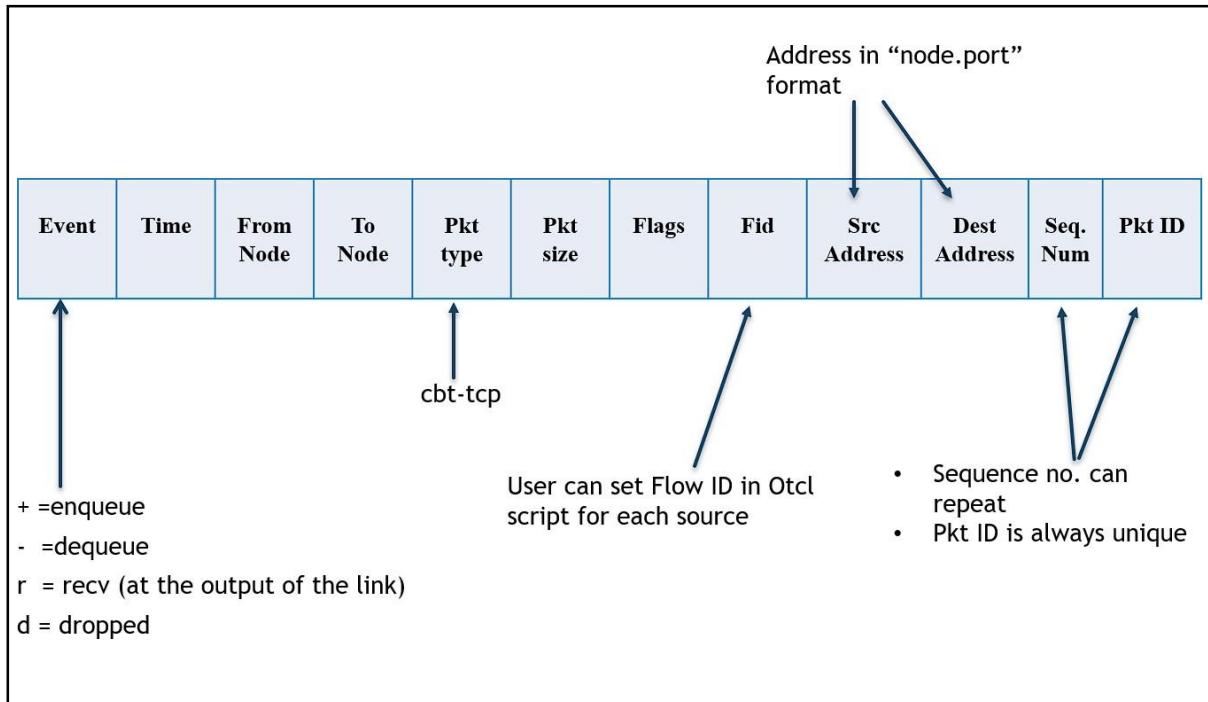 Address in “node.port”
format
Event
Time
From
Node
To
Node
Pkt
type
Pkt
size
Flags
Fid
Src
Address
Dest
Address
Seq.
Num
Pkt ID
cbt-tcp
User can set Flow ID in Otcl
script for each source
• Sequence no. can
repeat
• Pkt ID is always unique
+ =enqueue
- =dequeue
r = recv (at the output of the link)
d = dropped